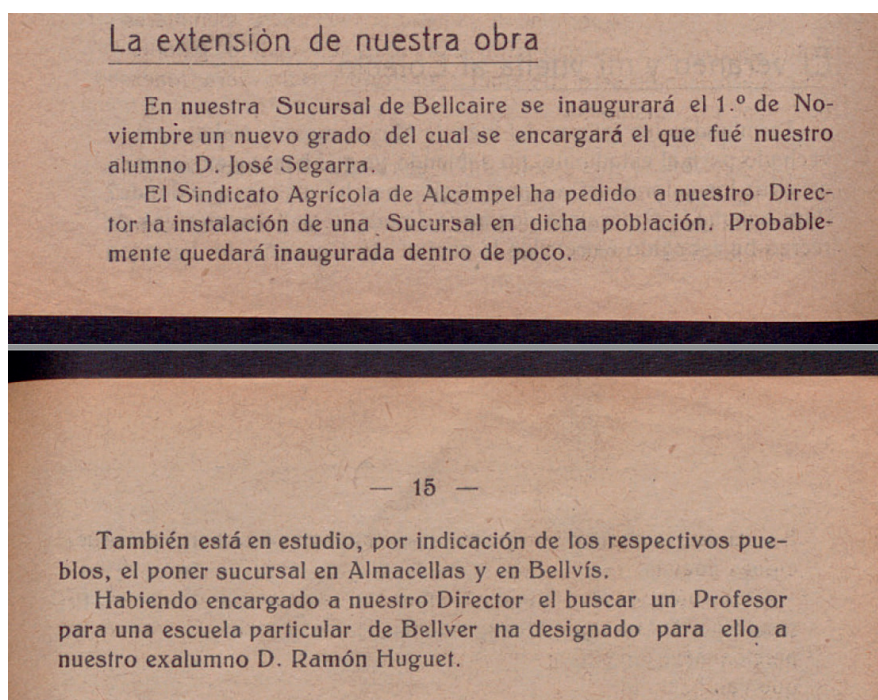 La extensión de nuestra obra
En nuestra Sucursal de Bellcaire se inaugurará el 1.º de No-
viembre un nuevo grado del cual se encargará el que fué nuestro
alumno D. José Segarra.
El Sindicato Agrícola de Alcampel ha pedido a nuestro Direc-
tor la instalación de una Sucursal en dicha población. Probable-
mente quedará inaugurada dentro de poco.
— 15 —
También está en estudio, por indicación de los respectivos pue-
blos, el poner sucursal en Almacellas y en Bellvís.
Habiendo encargado a nuestro Director el buscar un Profesor
para una escuela particular de Bellver na designado para ello a
nuestro exalumno D. Ramón Huguet.